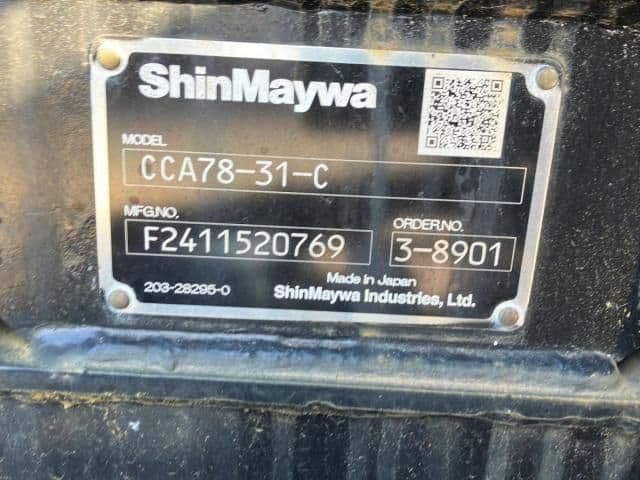 ShinMaywa
MODEL
CCA78-31-C
MFG.NO. ORDER.NO.
F2411520769 3-8901
Made in Japan
203-28295-0 ShinMaywa Industries, Ltd.